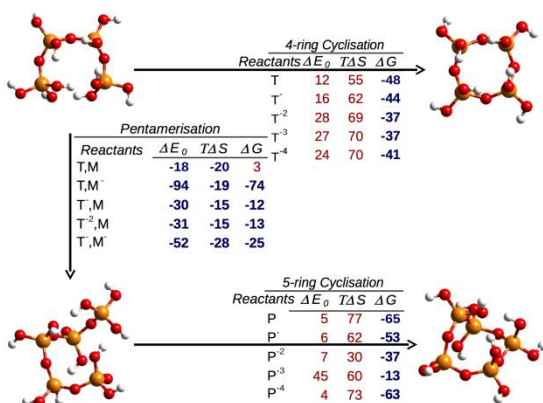 4-ring Cyclisation
Reactants ΔE₀ TΔS ΔG
T 12 55 -48
T⁻ 16 62 -44
T⁻² 28 69 -37
T⁻³ 27 70 -37
T⁻⁴ 24 70 -41
Pentamerisation
Reactants ΔE₀ TΔS ΔG
T,M -18 -20 3
T,M⁻ -94 -19 -74
T⁻,M -30 -15 -12
T⁻²,M -31 -15 -13
T⁻,M⁻ -52 -28 -25
5-ring Cyclisation
Reactants ΔE₀ TΔS ΔG
P 5 77 -65
P⁻ 6 62 -53
P⁻² 7 30 -37
P⁻³ 45 60 -13
P⁻⁴ 4 73 -63